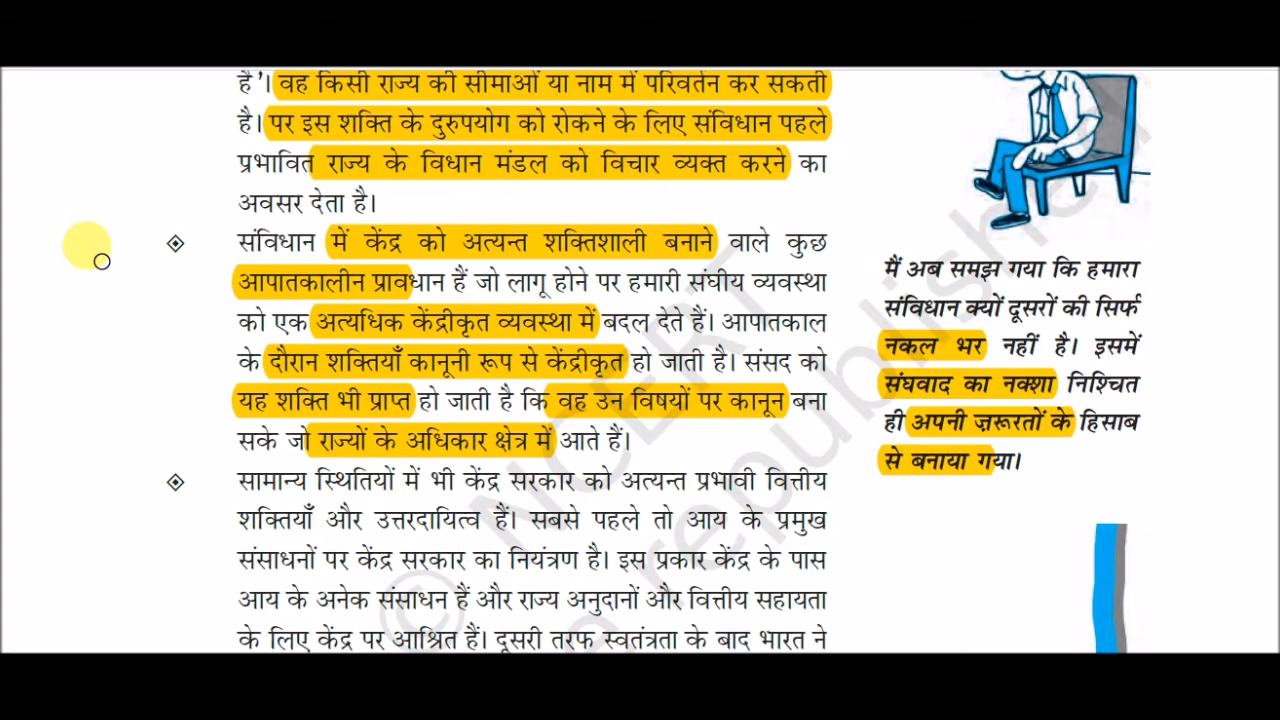 है'। वह किसी राज्य की सीमाओं या नाम में परिवर्तन कर सकती
है। पर इस शक्ति के दुरुपयोग को रोकने के लिए संविधान पहले
प्रभावित राज्य के विधान मंडल को विचार व्यक्त करने का
अवसर देता है।
संविधान में केंद्र को अत्यन्त शक्तिशाली बनाने वाले कुछ
आपातकालीन प्रावधान हैं जो लागू होने पर हमारी संघीय व्यवस्था
को एक अत्यधिक केंद्रीकृत व्यवस्था में बदल देते हैं। आपातकाल
के दौरान शक्तियाँ कानूनी रूप से केंद्रीकृत हो जाती है। संसद को
यह शक्ति भी प्राप्त हो जाती है कि वह उन विषयों पर कानून बना
सके जो राज्यों के अधिकार क्षेत्र में आते हैं।
सामान्य स्थितियों में भी केंद्र सरकार को अत्यन्त प्रभावी वित्तीय
शक्तियाँ और उत्तरदायित्व हैं। सबसे पहले तो आय के प्रमुख
संसाधनों पर केंद्र सरकार का नियंत्रण है। इस प्रकार केंद्र के पास
आय के अनेक संसाधन हैं और राज्य अनुदानों और वित्तीय सहायता
के लिए केंद्र पर आश्रित हैं। दूसरी तरफ स्वतंत्रता के बाद भारत ने
मैं अब समझ गया कि हमारा
संविधान क्यों दूसरों की सिर्फ
नकल भर नहीं है। इसमें
संघवाद का नक्शा निश्चित
ही अपनी ज़रूरतों के हिसाब
से बनाया गया।
© NCERT
republishe